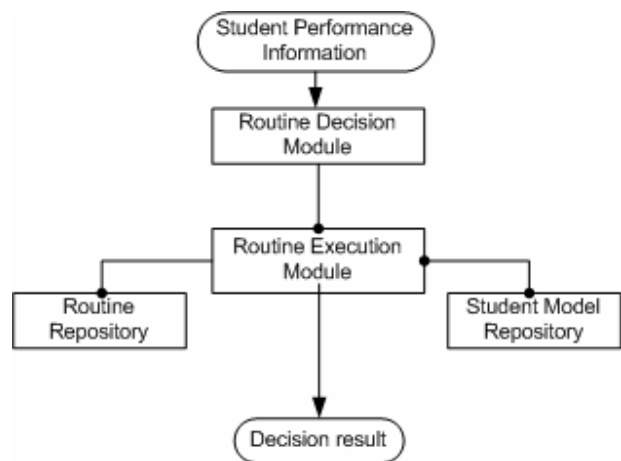 Student Performance
Information
Routine Decision
Module
Routine Execution
Module
Routine
Repository
Student Model
Repository
Decision result